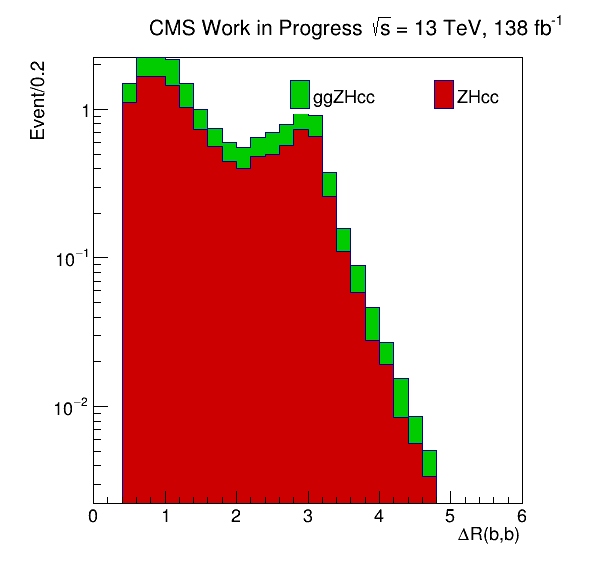 CMS Work in Progress √s = 13 TeV, 138 fb⁻¹
Event/0.2
ggZHcc
ZHcc
1
10⁻¹
10⁻²
0 1 2 3 4 5 6
ΔR(b,b)